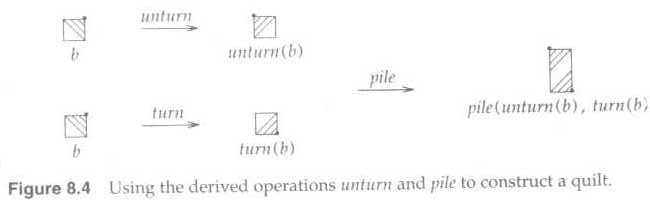 unturn
b
unturn(b)
pile
pile(unturn(b), turn(b)
turn
b
turn(b)
Figure 8.4 Using the derived operations unturn and pile to construct a quilt.